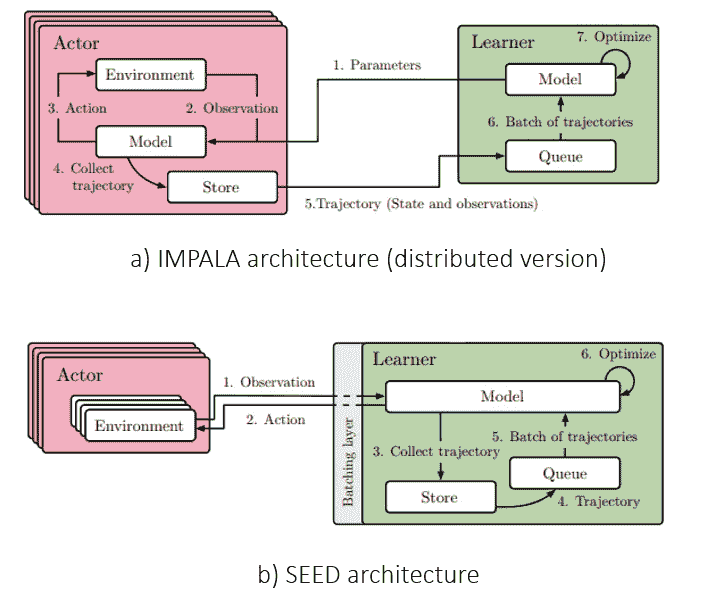 Actor
Environment
3. Action
2. Observation
Model
4. Collect
trajectory
Store
1. Parameters
5.Trajectory (State and observations)
Learner
7. Optimize
Model
6. Batch of trajectories
Queue
a) IMPALA architecture (distributed version)
Actor
Environment
1. Observation
2. Action
Batching layer
Learner
6. Optimize
Model
3. Collect trajectory
5. Batch of trajectories
Queue
Store
4. Trajectory
b) SEED architecture